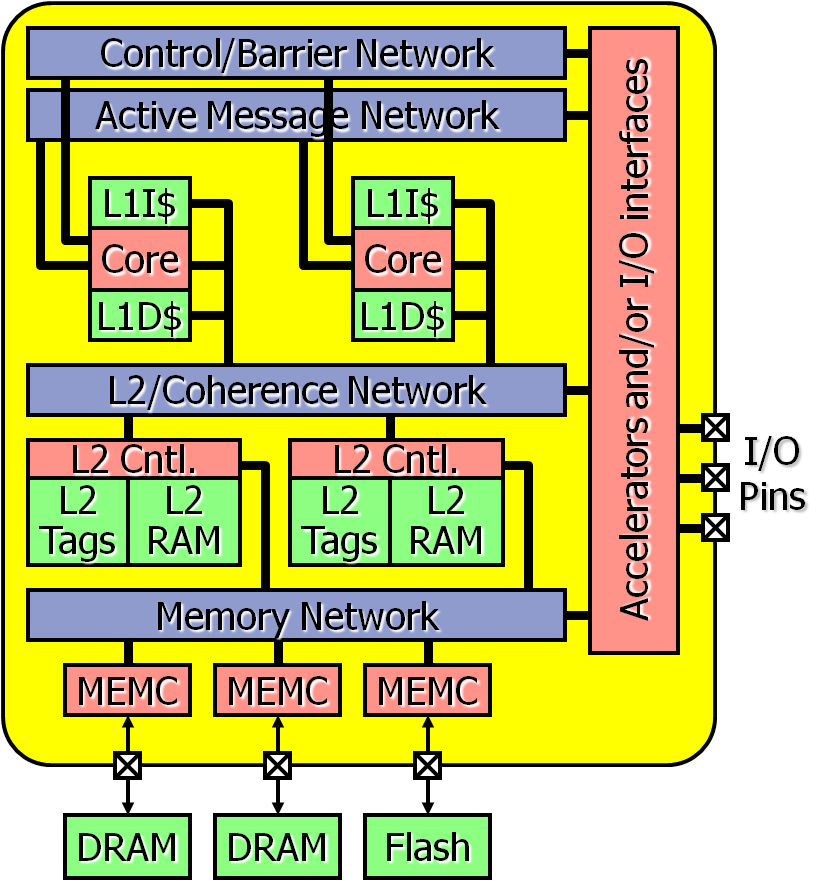 Control/Barrier Network
Active Message Network
L1I$
Core
L1D$
L1I$
Core
L1D$
L2/Coherence Network
L2 Cntl.
L2
Tags
L2
RAM
L2 Cntl.
L2
Tags
L2
RAM
Memory Network
MEMC
MEMC
MEMC
DRAM
DRAM
Flash
Accelerators and/or I/O interfaces
I/O
Pins